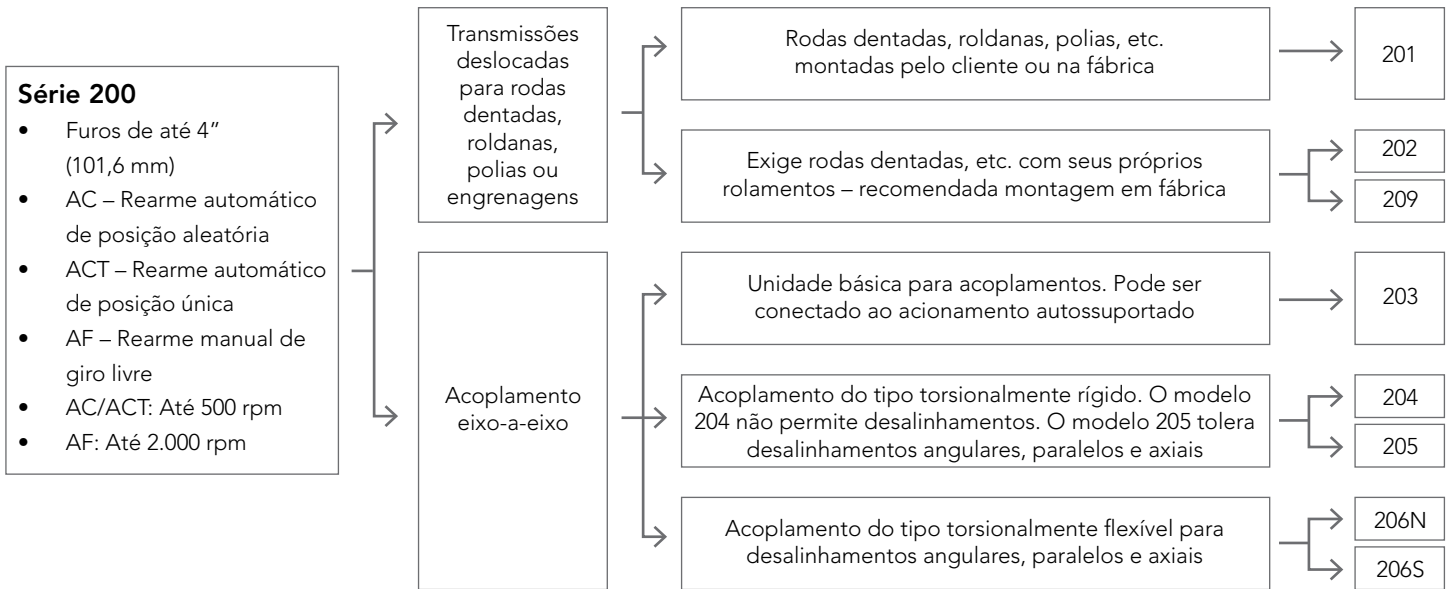 Série 200
• Furos de até 4”
(101,6 mm)
• AC – Rearme automático
de posição aleatória
• ACT – Rearme automático
de posição única
• AF – Rearme manual de
giro livre
• AC/ACT: Até 500 rpm
• AF: Até 2.000 rpm
Transmissões
deslocadas
para rodas
dentadas,
roldanas,
polias ou
engrenagens
Rodas dentadas, roldanas, polias, etc.
montadas pelo cliente ou na fábrica
201
Exige rodas dentadas, etc. com seus próprios
rolamentos – recomendada montagem em fábrica
202
209
Acoplamento
eixo-a-eixo
Unidade básica para acoplamentos. Pode ser
conectado ao acionamento autossuportado
203
Acoplamento do tipo torsionalmente rígido. O modelo
204 não permite desalinhamentos. O modelo 205 tolera
desalinhamentos angulares, paralelos e axiais
204
205
Acoplamento do tipo torsionalmente flexível para
desalinhamentos angulares, paralelos e axiais
206N
206S